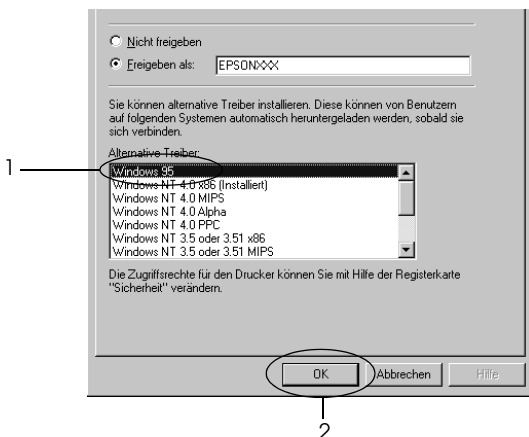 Nicht freigeben
Freigeben als: EPSONXXX
Sie können alternative Treiber installieren. Diese können von Benutzern
auf folgenden Systemen automatisch heruntergeladen werden, sobald sie
sich verbinden.
Alternative Treiber:
1
Windows 95
Windows NT 4.0 x86 (Installiert)
Windows NT 4.0 MIPS
Windows NT 4.0 Alpha
Windows NT 4.0 PPC
Windows NT 3.5 oder 3.51 x86
Windows NT 3.5 oder 3.51 MIPS
Die Zugriffsrechte für den Drucker können Sie mit Hilfe der Registerkarte
"Sicherheit" verändern.
OK Abbrechen Hilfe
2